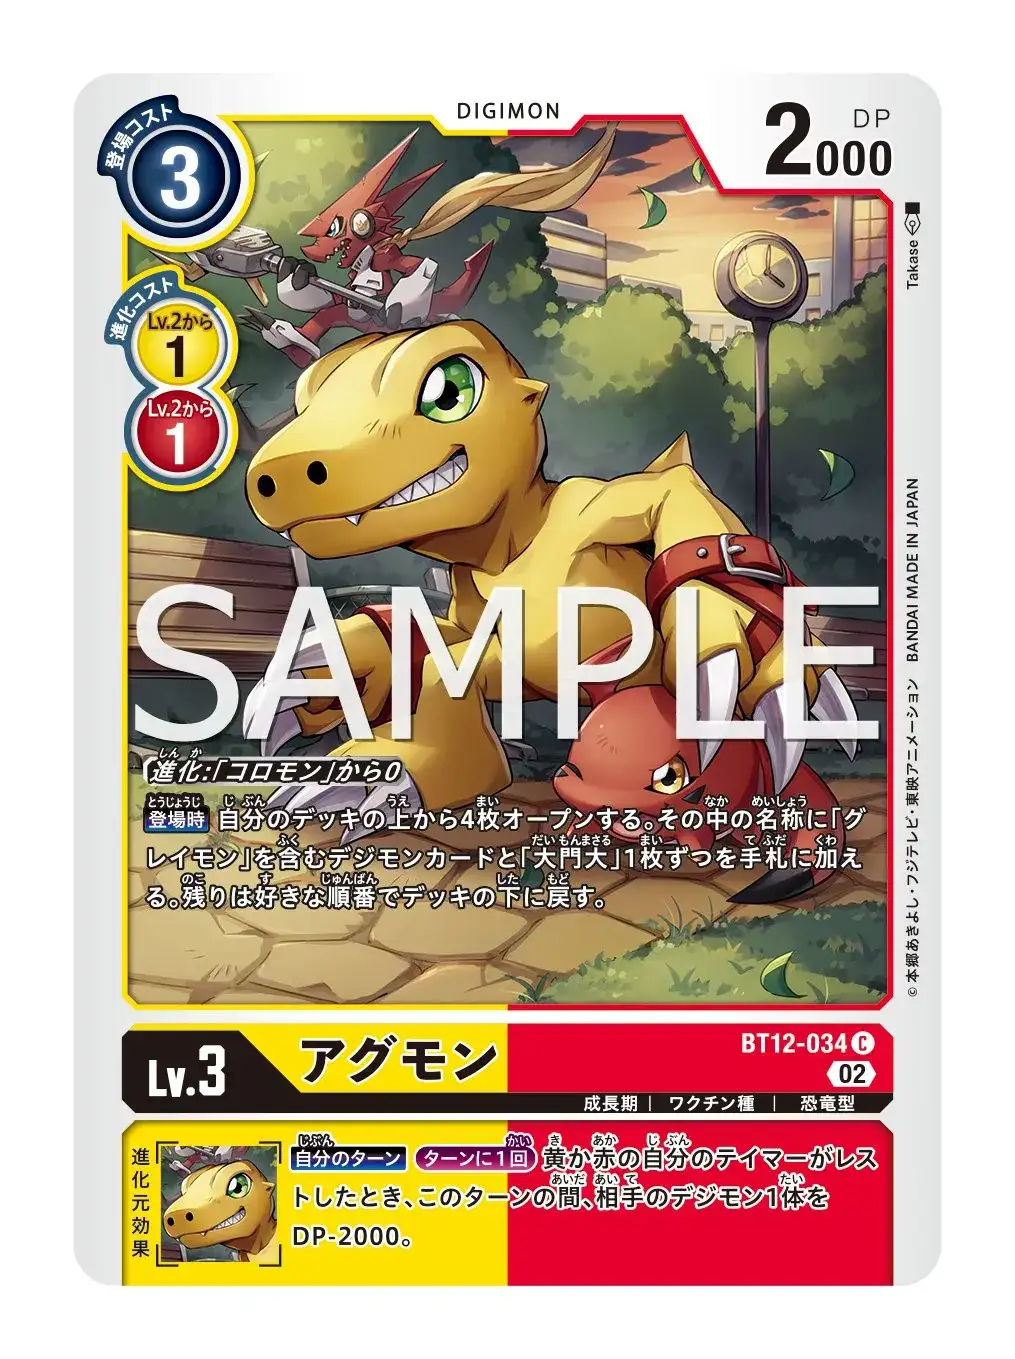 DIGIMON
登場コスト
3
2000
DP
進化コスト
Lv.2から
1
Lv.2から
1
Takase
SAMPLE
進化:「コロモン」から0
登場時 自分のデッキの上から4枚オープンする。その中の名称に「グ
レイモン」を含むデジモンカードと「大門大」1枚ずつを手札に加え
る。残りは好きな順番でデッキの下に戻す。
©本郷あきよし・フジテレビ・東映アニメーション BANDAI MADE IN JAPAN
Lv.3
アグモン
BT12-034 C
02
成長期 | ワクチン種 | 恐竜型
進化元効果
自分のターン ターンに1回 黄か赤の自分のテイマーがレス
トしたとき、このターンの間、相手のデジモン1体を
DP-2000。